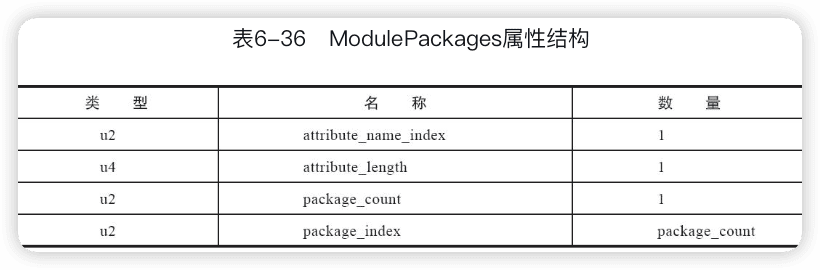 表6-36 ModulePackages属性结构
类 型 名 称 数 量
u2 attribute_name_index 1
u4 attribute_length 1
u2 package_count 1
u2 package_index package_count